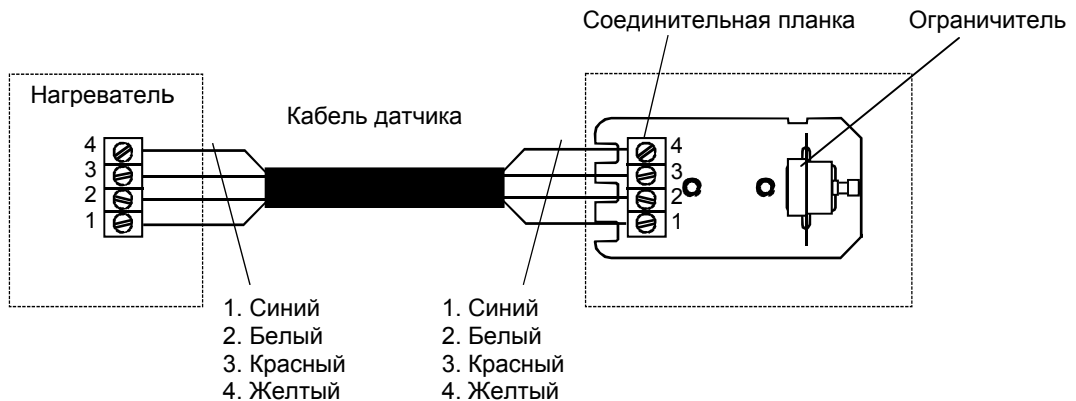 Соединительная планка
Ограничитель
Нагреватель
Кабель датчика
4
3
2
1
4
3
2
1
1. Синий
2. Белый
3. Красный
4. Желтый
1. Синий
2. Белый
3. Красный
4. Желтый